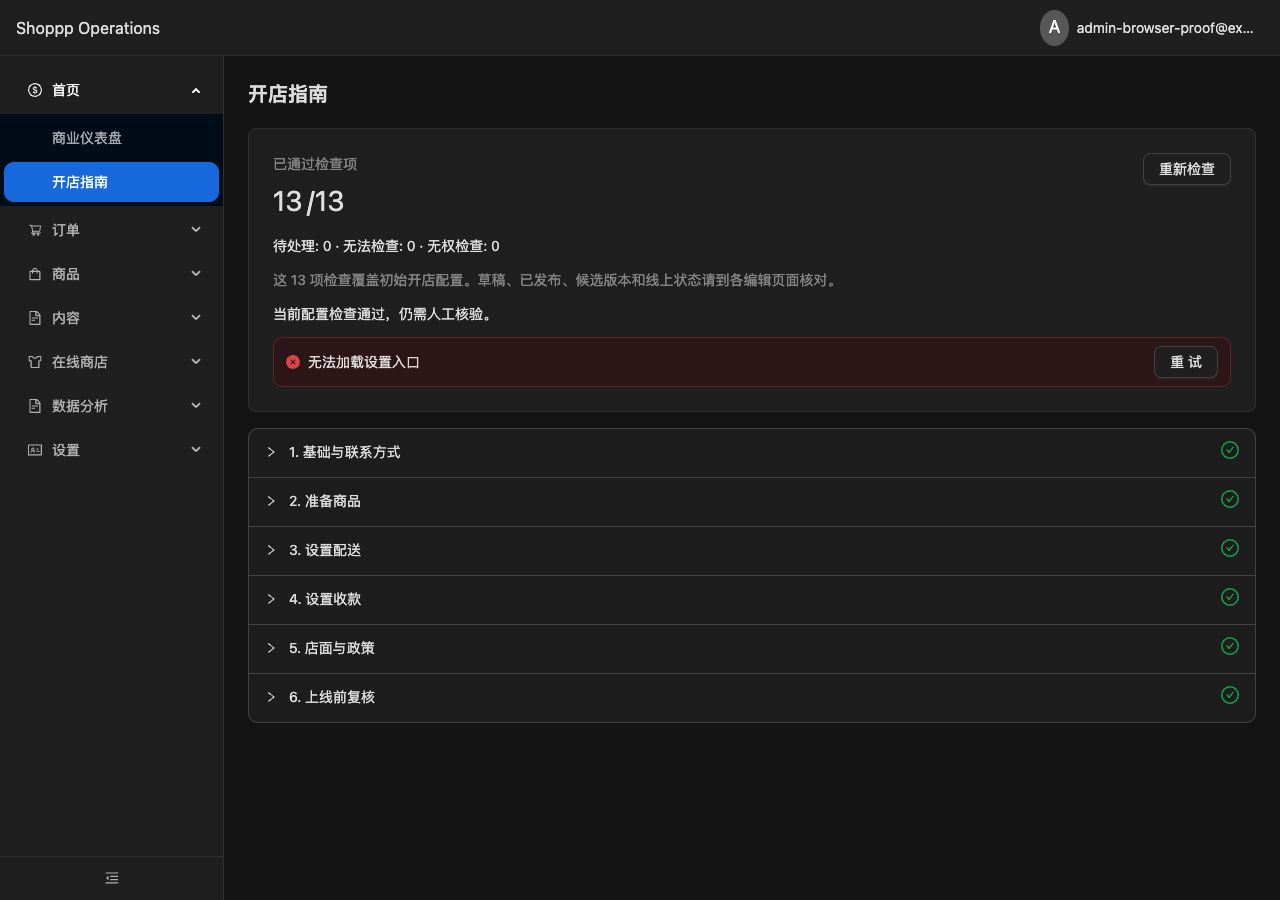 Shoppp Operations
A
admin-browser-proof@ex...
首页
商业仪表盘
开店指南
订单
商品
内容
在线商店
数据分析
设置
开店指南
已通过检查项
13/13
重新检查
待处理: 0 · 无法检查: 0 · 无权检查: 0
这 13 项检查覆盖初始开店配置。草稿、已发布、候选版本和线上状态请到各编辑页面核对。
当前配置检查通过，仍需人工核验。
无法加载设置入口
重 试
1. 基础与联系方式
2. 准备商品
3. 设置配送
4. 设置收款
5. 店面与政策
6. 上线前复核